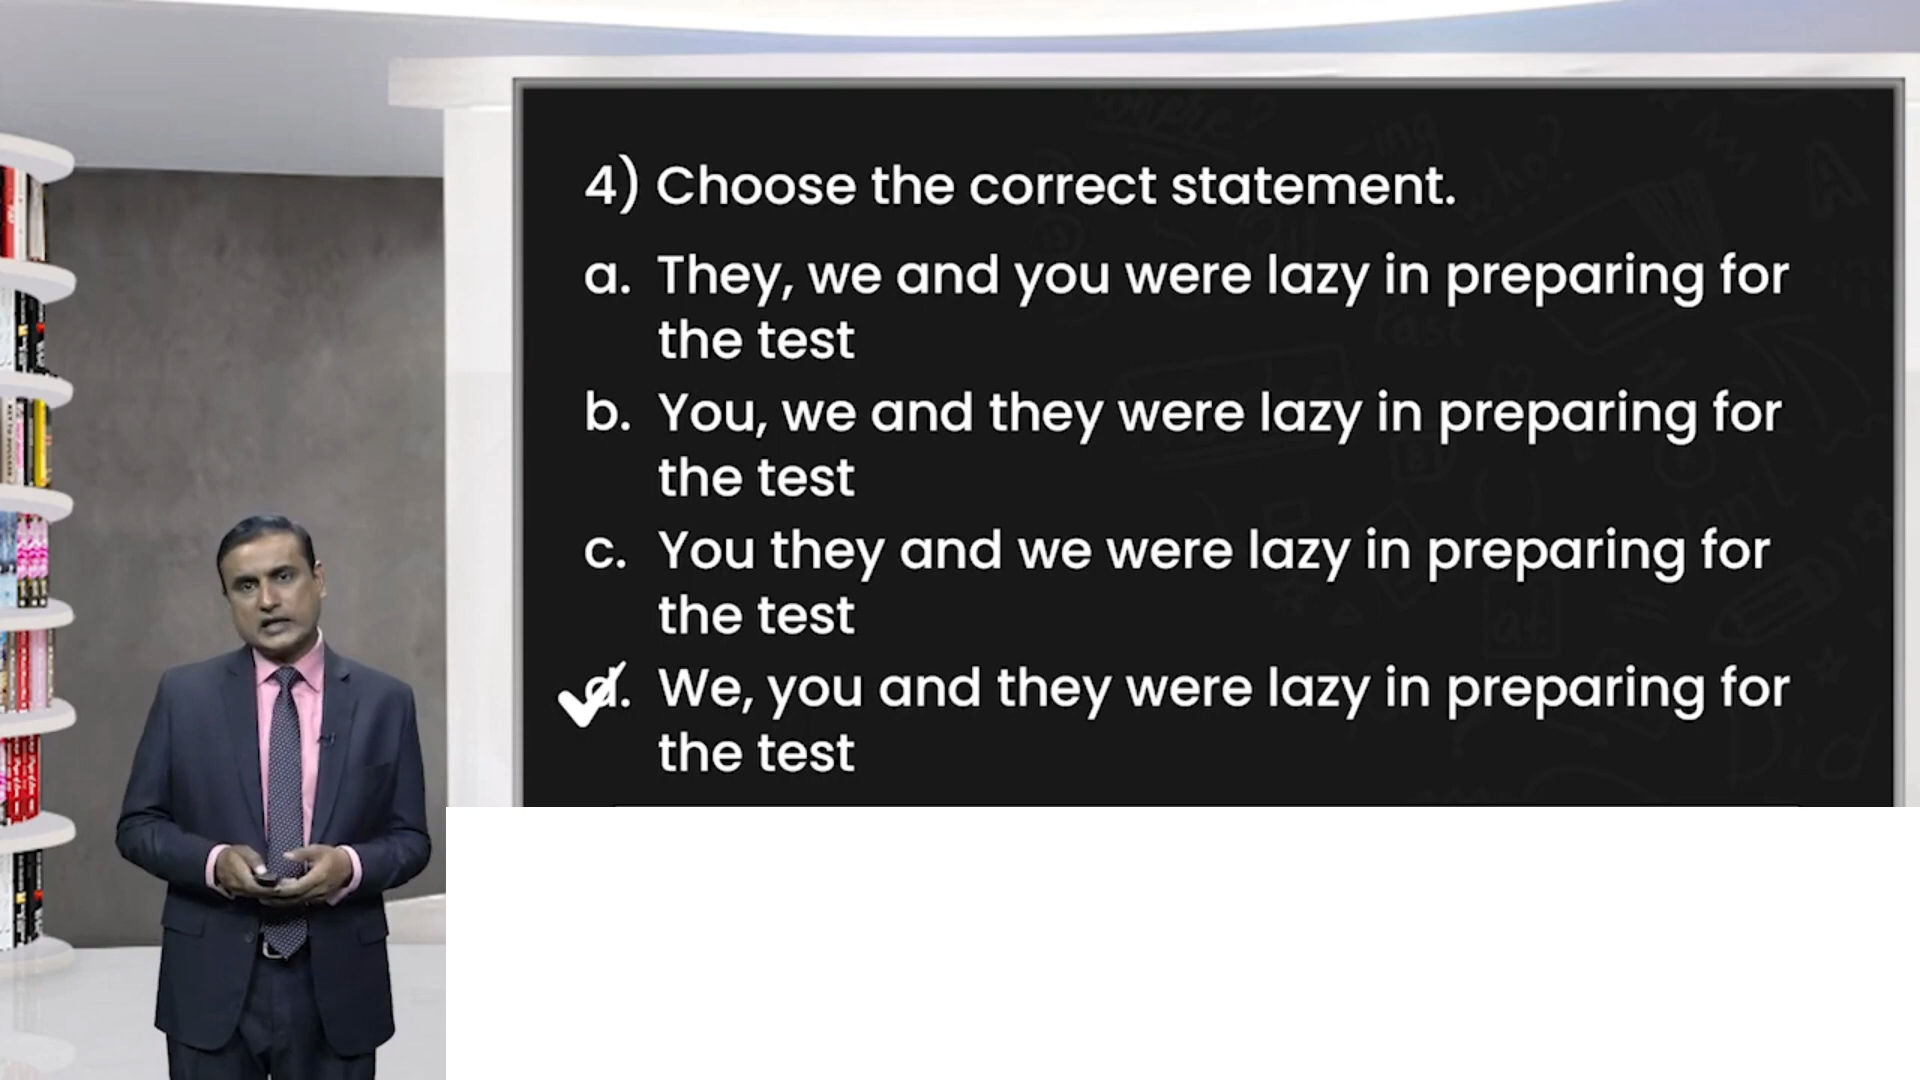 4) Choose the correct statement.
a. They, we and you were lazy in preparing for
the test
b. You, we and they were lazy in preparing for
the test
c. You they and we were lazy in preparing for
the test
d. We, you and they were lazy in preparing for
the test